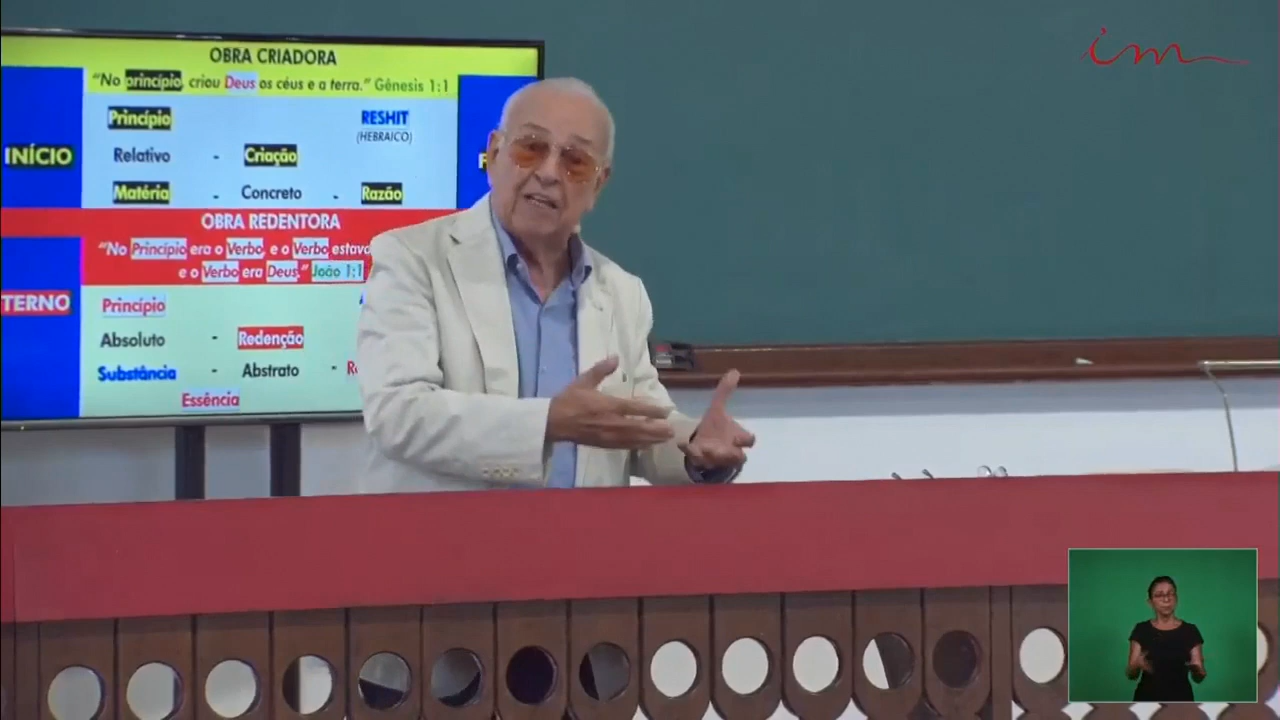 OBRA CRIADORA
"No princípio, criou Deus os céus e a terra." Gênesis 1:1
Princípio RESHIT
(HEBRAICO)
INÍCIO
Relativo - Criação
Matéria - Concreto - Razão
OBRA REDENTORA
"No Princípio era o Verbo, e o Verbo estava
e o Verbo era Deus." João 1:1
TERNO
Princípio
Absoluto - Redenção
Substância - Abstrato -
Essência
im